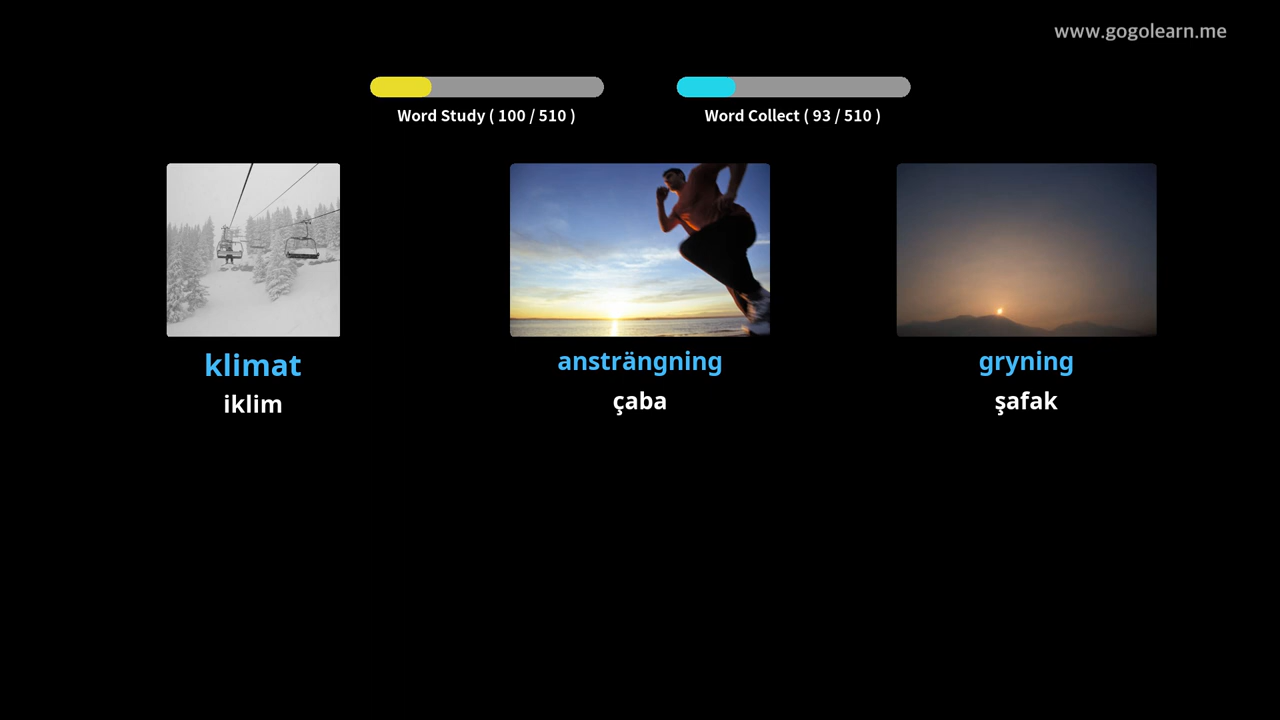 www.gogolearn.me
Word Study ( 100 / 510 )
Word Collect ( 93 / 510 )
klimat
iklim
ansträngning
çaba
gryning
şafak